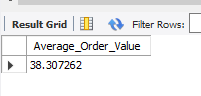 Result Grid Filter Rows:
Average_Order_Value
38.307262